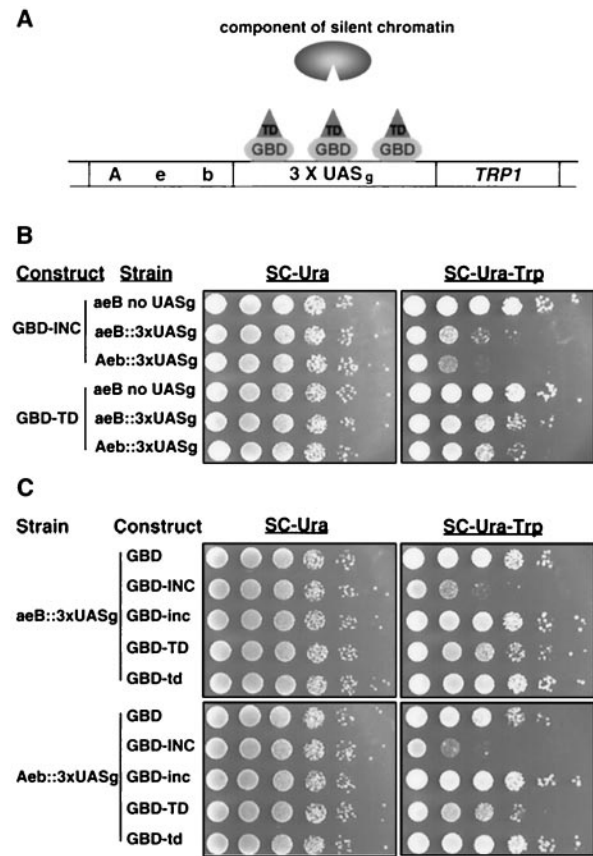 A
component of silent chromatin
TD TD TD
GBD GBD GBD
A e b 3 X UASg TRP1
B
Construct Strain SC-Ura SC-Ura-Trp
GBD-INC
aeB no UASg
aeB::3xUASg
Aeb::3xUASg
GBD-TD
aeB no UASg
aeB::3xUASg
Aeb::3xUASg
C
Strain Construct SC-Ura SC-Ura-Trp
aeB::3xUASg
GBD
GBD-INC
GBD-inc
GBD-TD
GBD-td
Aeb::3xUASg
GBD
GBD-INC
GBD-inc
GBD-TD
GBD-td